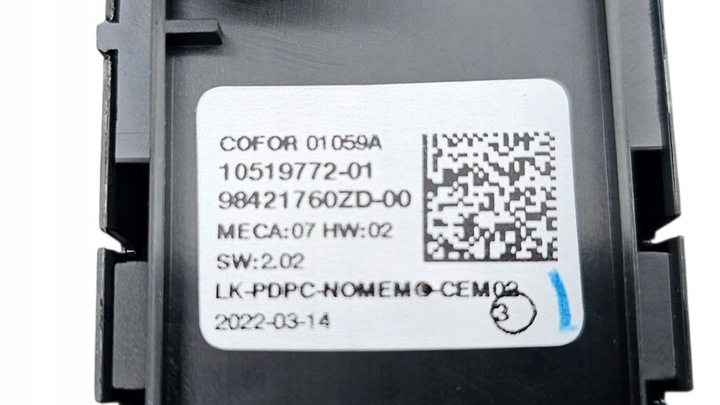 COFOR 01059A
10519772-01
98421760ZD-00
MECA:07 HW:02
SW:2.02
LK-PDPC-NOMEMO-CEM02
3
2022-03-14